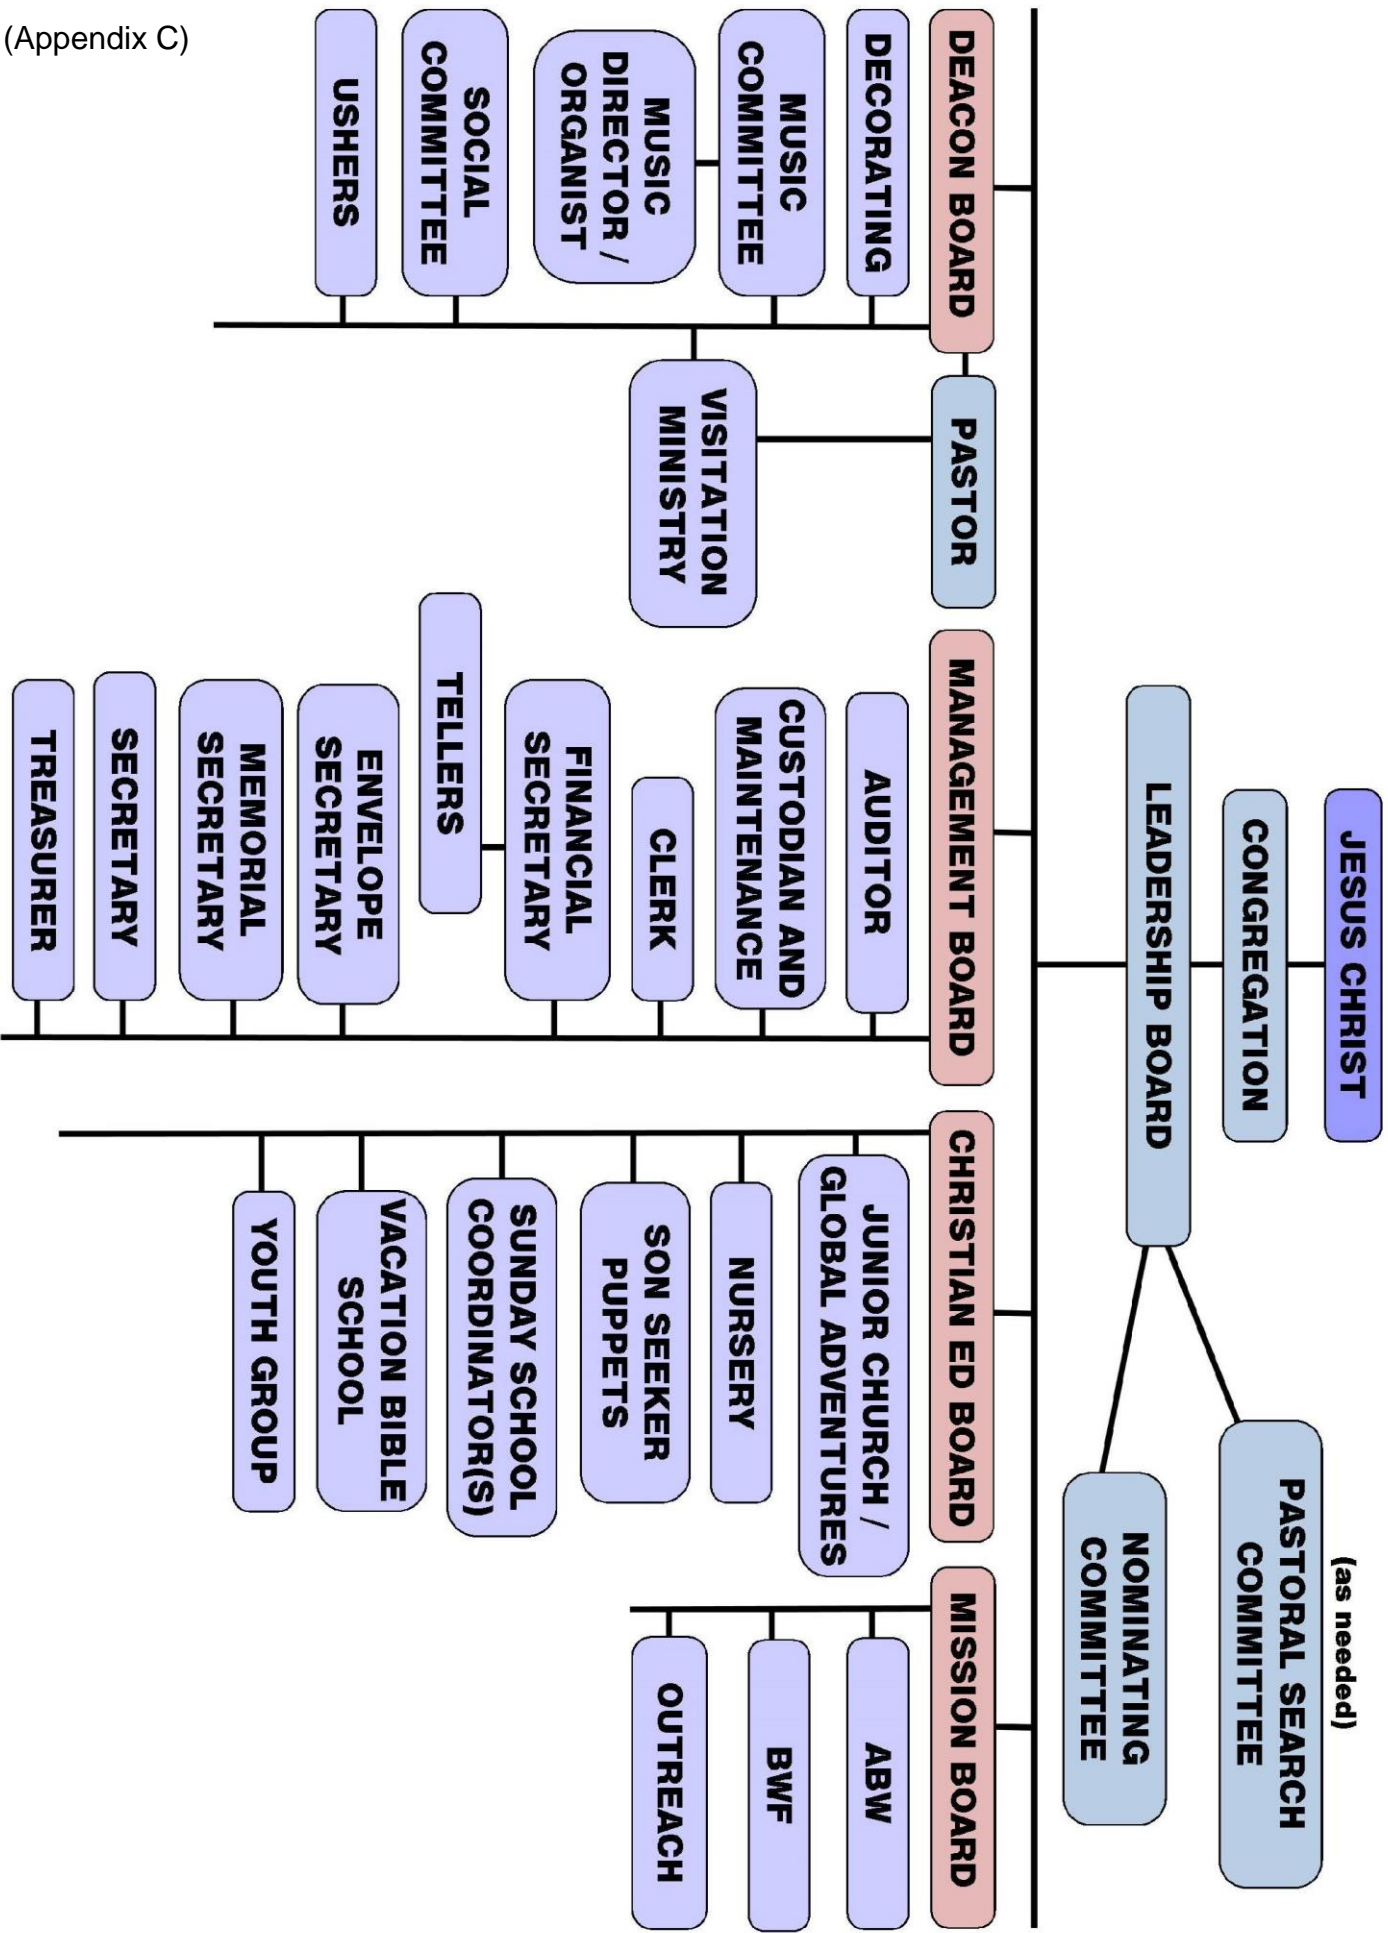 (Appendix C)
JESUS CHRIST
CONGREGATION
LEADERSHIP BOARD
(as needed)
PASTORAL SEARCH
COMMITTEE
NOMINATING
COMMITTEE
DEACON BOARD
PASTOR
MANAGEMENT BOARD
CHRISTIAN ED BOARD
MISSION BOARD
DECORATING
MUSIC
COMMITTEE
MUSIC
DIRECTOR /
ORGANIST
SOCIAL
COMMITTEE
USHERS
VISITATION
MINISTRY
AUDITOR
CUSTODIAN AND
MAINTENANCE
CLERK
FINANCIAL
SECRETARY
TELLERS
ENVELOPE
SECRETARY
MEMORIAL
SECRETARY
SECRETARY
TREASURER
JUNIOR CHURCH /
GLOBAL ADVENTURES
NURSERY
SON SEEKER
PUPPETS
SUNDAY SCHOOL
COORDINATOR(S)
VACATION BIBLE
SCHOOL
YOUTH GROUP
ABW
BWF
OUTREACH